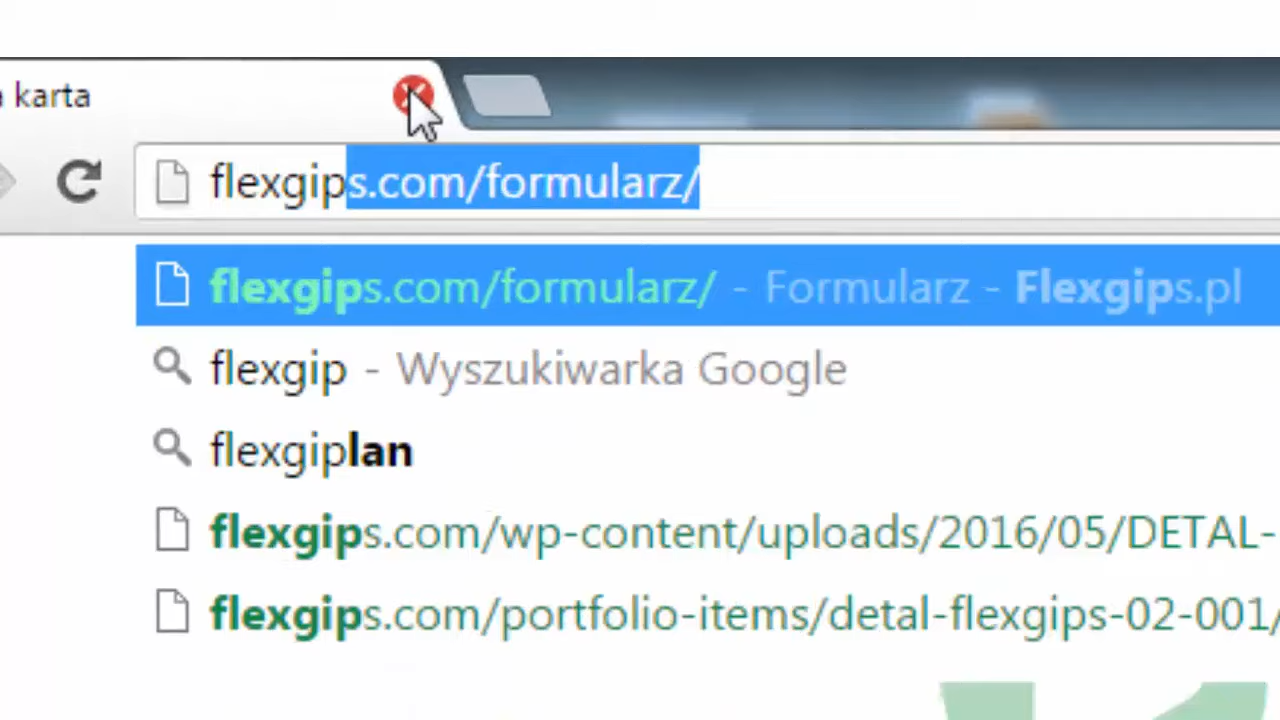 karta
flexgips.com/formularz/
flexgips.com/formularz/ - Formularz - Flexgips.pl
flexgip - Wyszukiwarka Google
flexgiplan
flexgips.com/wp-content/uploads/2016/05/DETAL-
flexgips.com/portfolio-items/detal-flexgips-02-001/